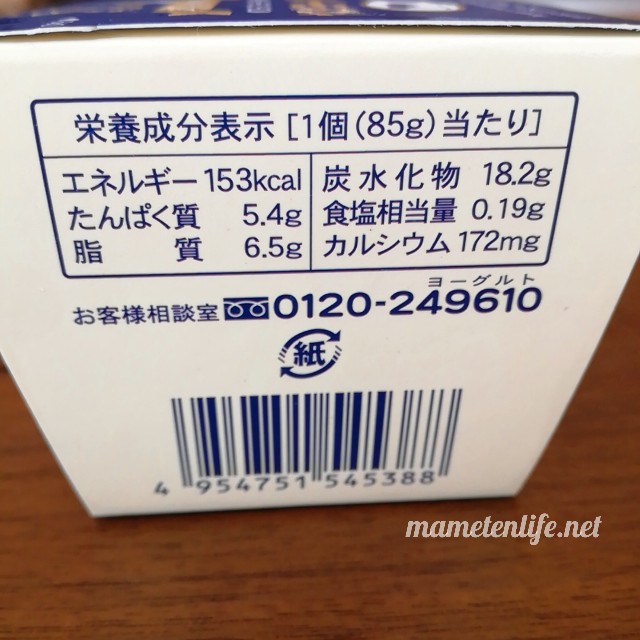 栄養成分表示 [1個(85g)当たり]
エネルギー 153kcal
たんぱく質 5.4g
脂質 6.5g
炭水化物 18.2g
食塩相当量 0.19g
カルシウム 172mg
ヨーグルト
お客様相談室 0120-249610
紙
4 954751 545388
mametenlife.net